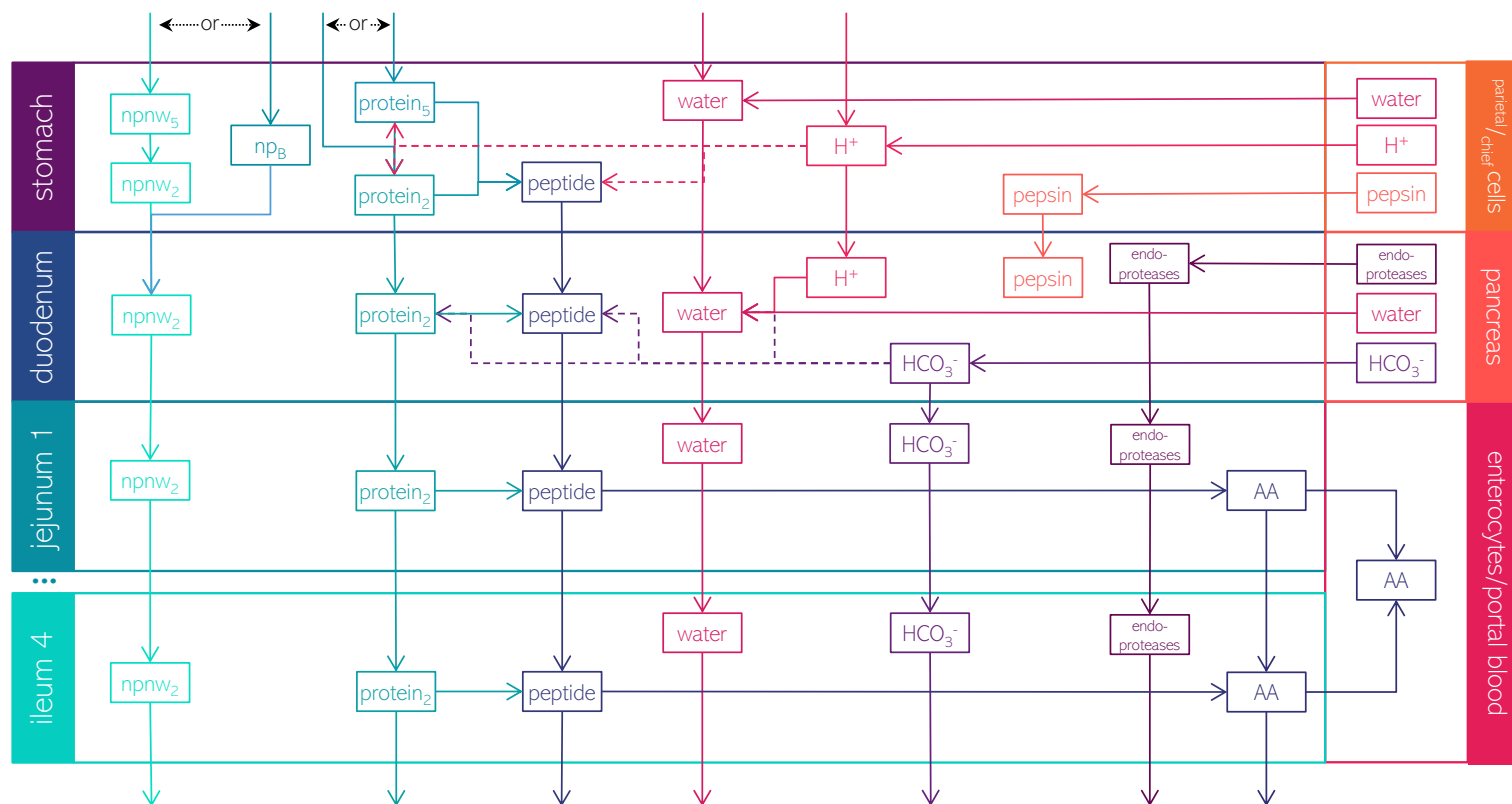 or
or
stomach
protein₅
water
water
npnw₅
np_B
H⁺
H⁺
npnw₂
protein₂
peptide
pepsin
pepsin
parietal/chief cells
duodenum
endo-
proteases
endo-
proteases
H⁺
pepsin
npnw₂
protein₂
peptide
water
water
HCO₃⁻
HCO₃⁻
pancreas
jejunum 1
water
HCO₃⁻
endo-
proteases
npnw₂
protein₂
peptide
AA
...
AA
enterocytes/portal blood
ileum 4
water
HCO₃⁻
endo-
proteases
npnw₂
protein₂
peptide
AA